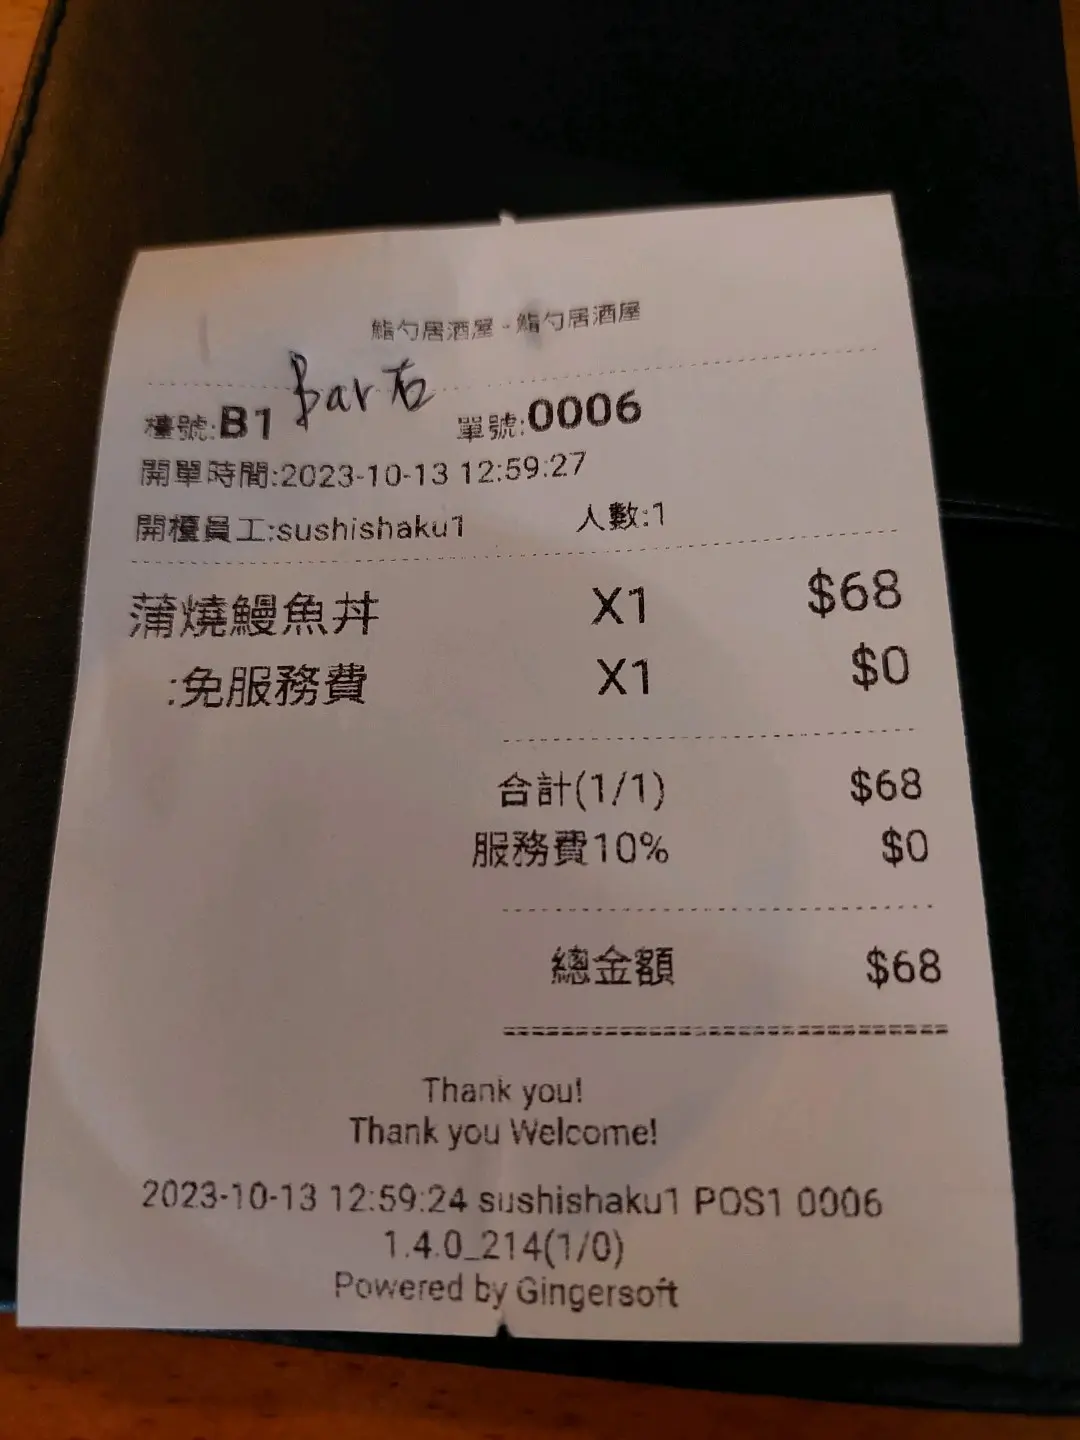 鮨勺居酒屋 - 鮨勺居酒屋
檯號:B1 Bar右 單號:0006
開單時間:2023-10-13 12:59:27
開檯員工:sushishaku1 人數:1
蒲燒鰻魚丼 X1 $68
:免服務費 X1 $0
合計(1/1) $68
服務費10% $0
總金額 $68
Thank you!
Thank you Welcome!
2023-10-13 12:59:24 sushishaku1 POS1 0006
1.4.0_214(1/0)
Powered by Gingersoft